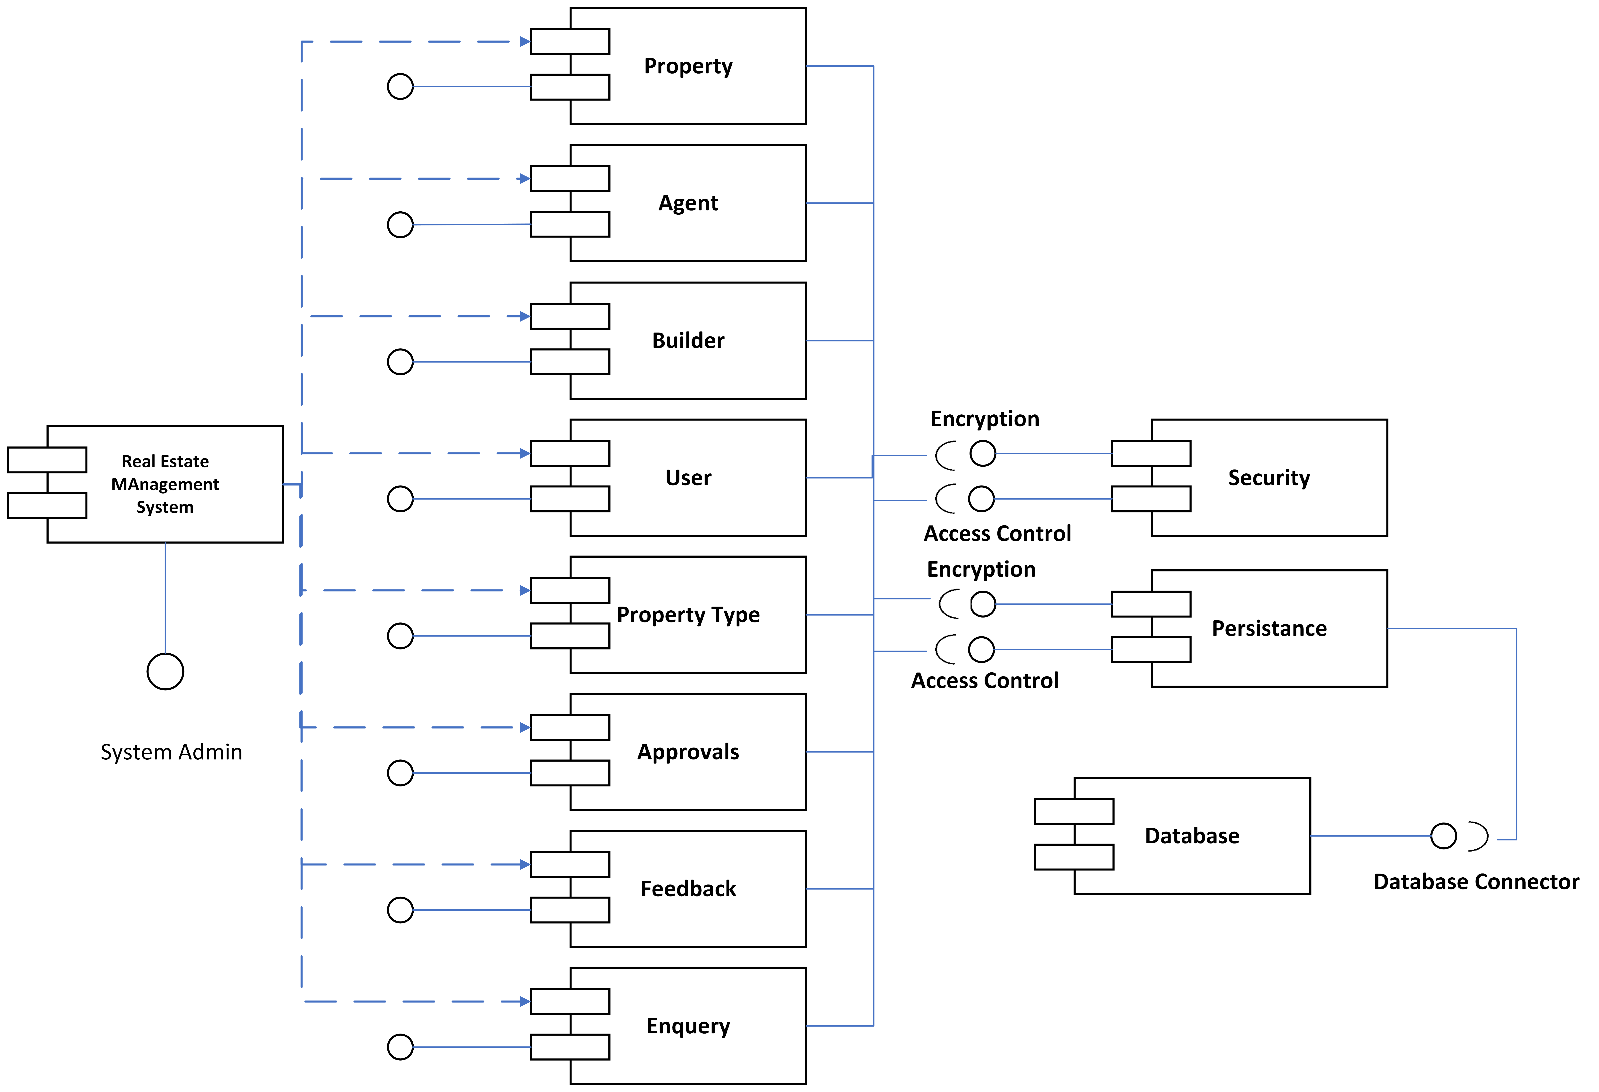 Property
Agent
Builder
Encryption
Real Estate
MAnagement
System
User
Security
Access Control
Encryption
Property Type
Persistance
Access Control
System Admin
Approvals
Database
Feedback
Database Connector
Enquery